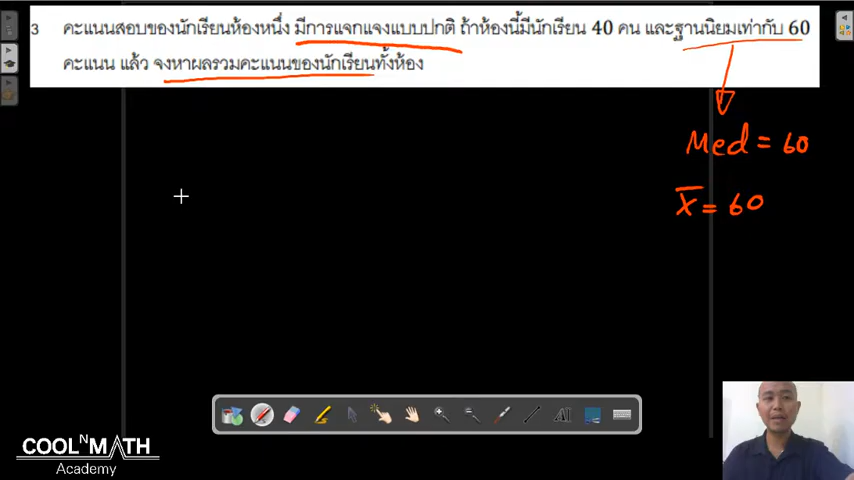 3 คะแนนสอบของนักเรียนห้องหนึ่ง มีการแจกแจงแบบปกติ ถ้าห้องนี้มีนักเรียน 40 คน และฐานนิยมเท่ากับ 60
คะแนน แล้ว จงหาผลรวมคะแนนของนักเรียนทั้งห้อง
Med = 60
x̄ = 60
AI
COOL N MATH
Academy